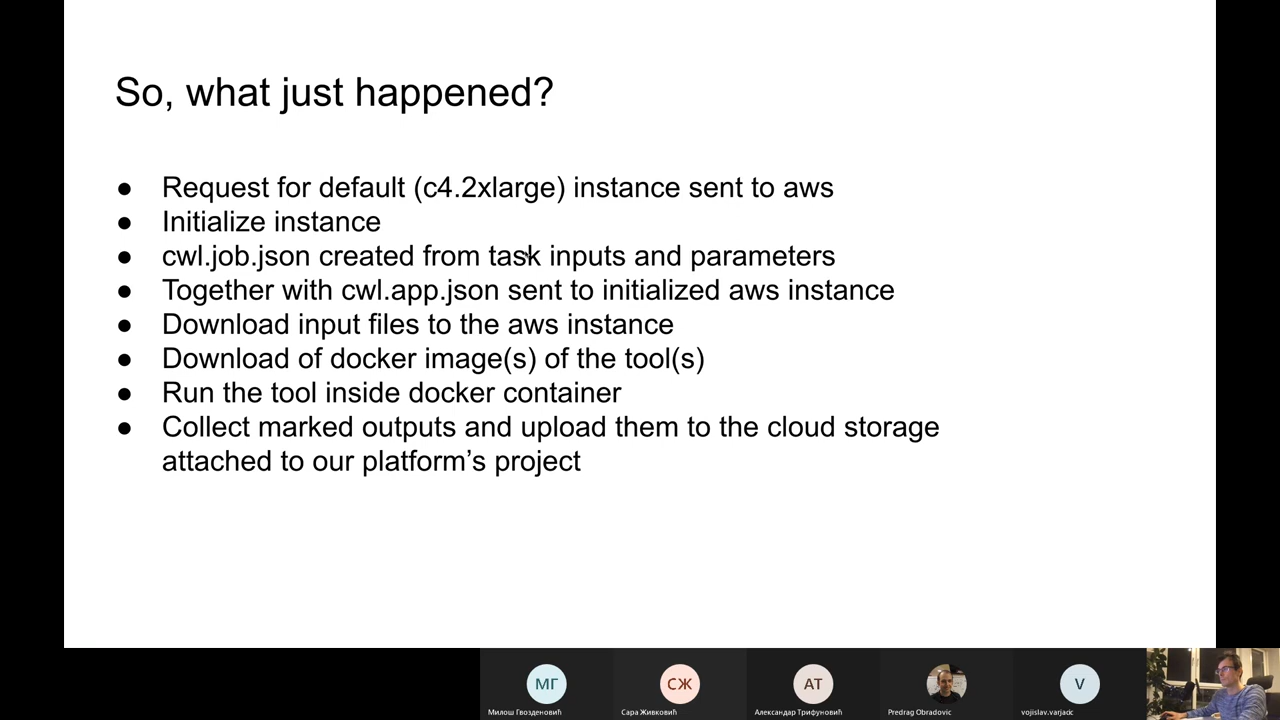 So, what just happened?
● Request for default (c4.2xlarge) instance sent to aws
● Initialize instance
● cwl.job.json created from task inputs and parameters
● Together with cwl.app.json sent to initialized aws instance
● Download input files to the aws instance
● Download of docker image(s) of the tool(s)
● Run the tool inside docker container
● Collect marked outputs and upload them to the cloud storage
attached to our platform’s project
МГ
СЖ
АТ
V
Милош Гвозденовић
Сара Живковић
Александар Трифуновић
Predrag Obradovic
vojislav.varjacic